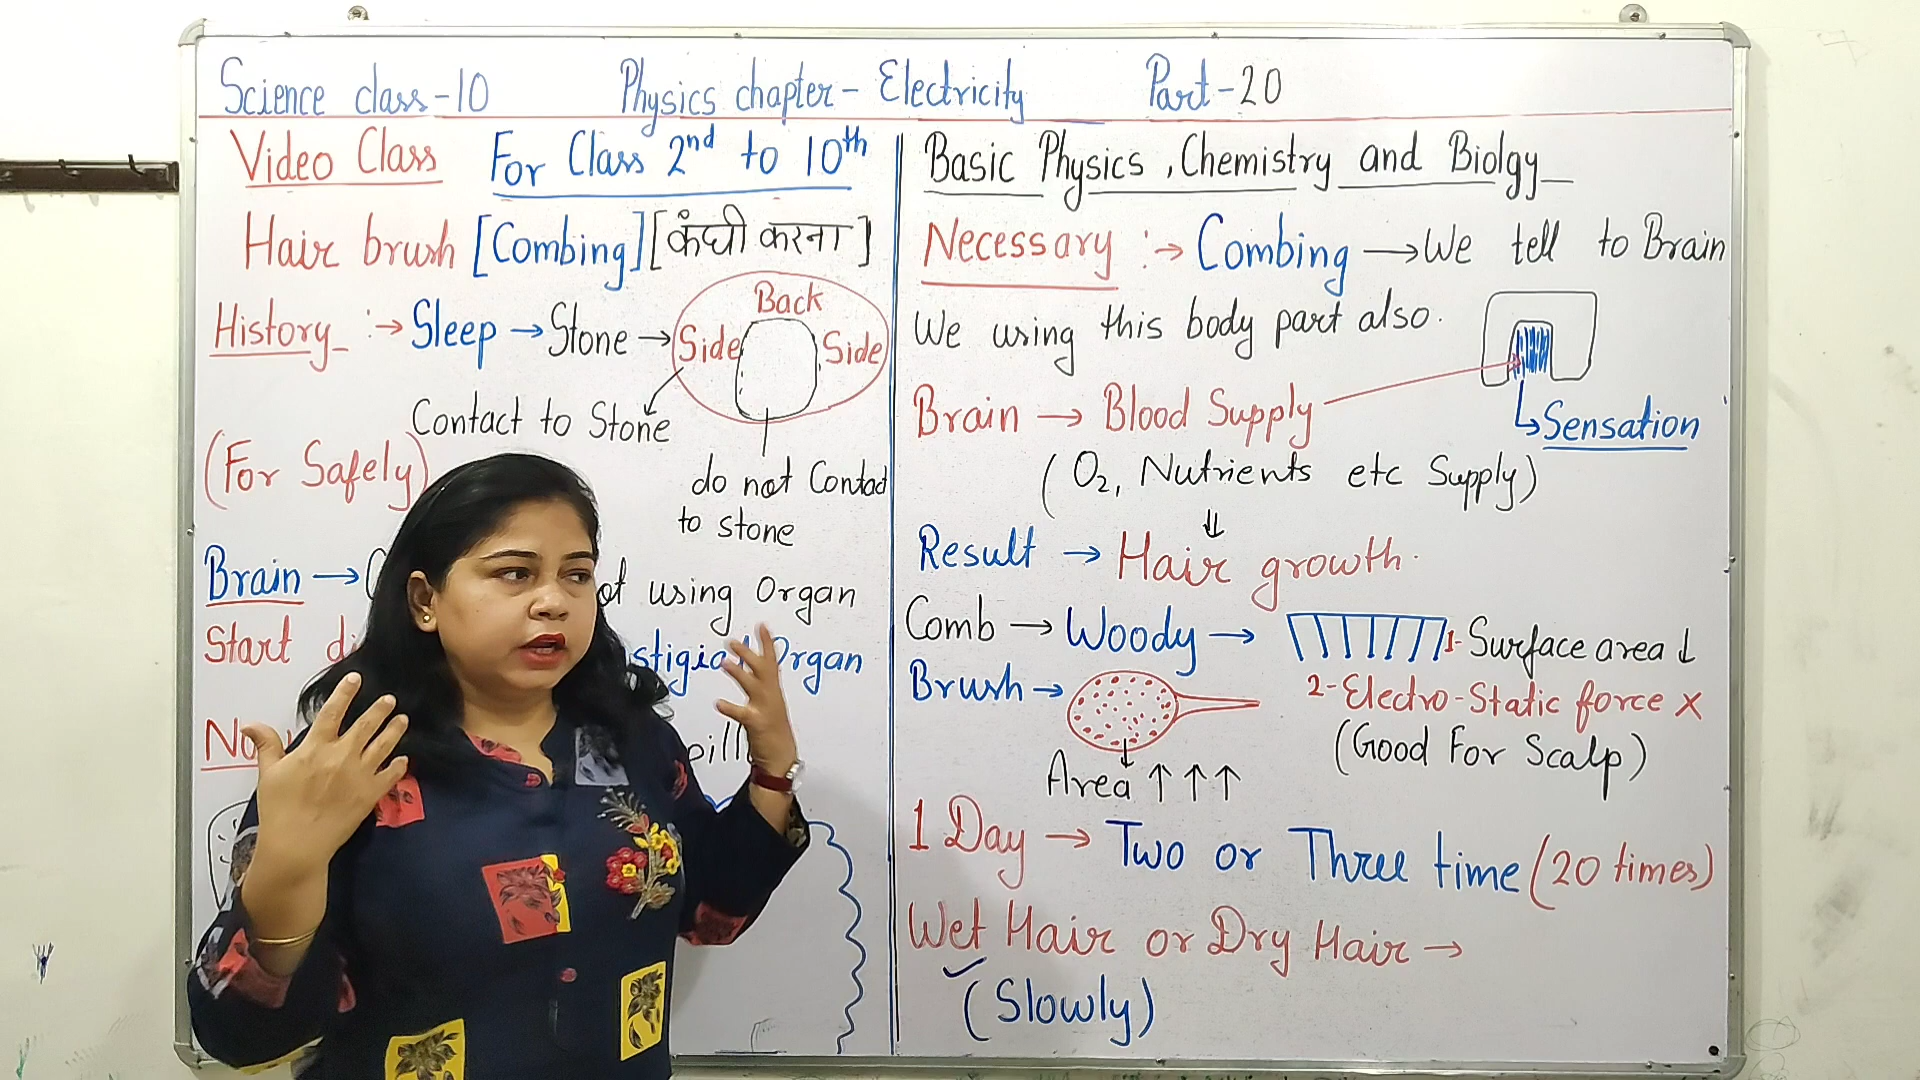 Science class-10 Physics chapter- Electricity Part-20
Video Class For Class 2nd to 10th
Hair brush [Combing] [कंघी करना]
History :→ Sleep → Stone →
Back
Side Side
Contact to Stone
(For Safely)
do not Contact
to stone
Brain → using Organ
Start Organ
Basic Physics, Chemistry and Biolgy
Necessary :→ Combing → We tell to Brain
We using this body part also.
Brain → Blood Supply
Sensation
(O2, Nutrients etc Supply)
↓
Result → Hair growth.
Comb → Woody → 1- Surface area ↓
Brush → 2- Electro-Static force x
(Good For Scalp)
Area ↑ ↑ ↑
1 Day → Two or Three time (20 times)
Wet Hair or Dry Hair →
✓ (Slowly)